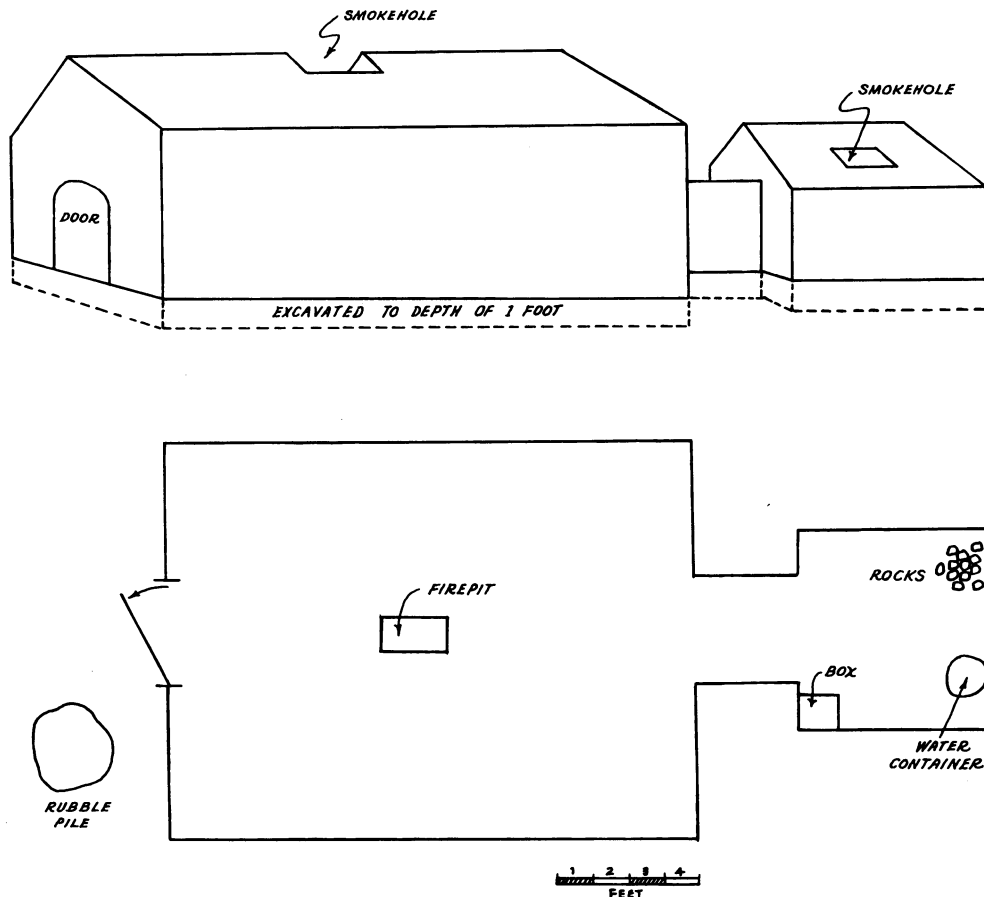 SMOKEHOLE
SMOKEHOLE
DOOR
EXCAVATED TO DEPTH OF 1 FOOT
FIREPIT
ROCKS
BOX
WATER
CONTAINER
RUBBLE
PILE
1 2 3 4
FEET